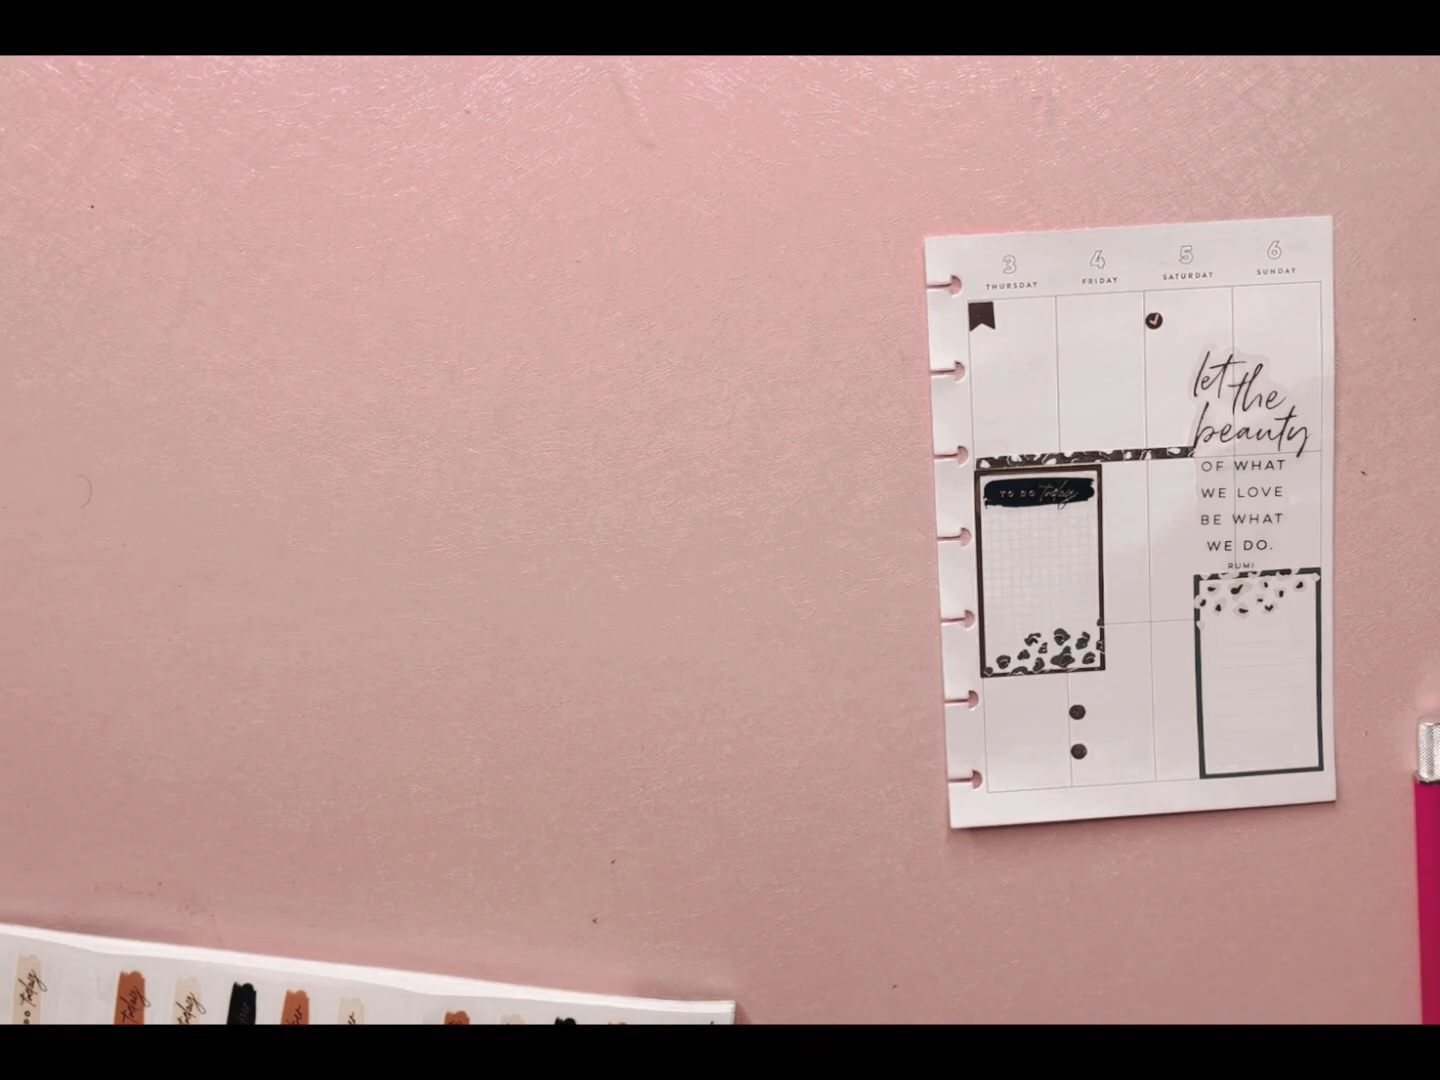 3 4 5 6
THURSDAY FRIDAY SATURDAY SUNDAY
let the
beauty
OF WHAT
WE LOVE
BE WHAT
WE DO.
RUMI
TO DO today
today
today
today